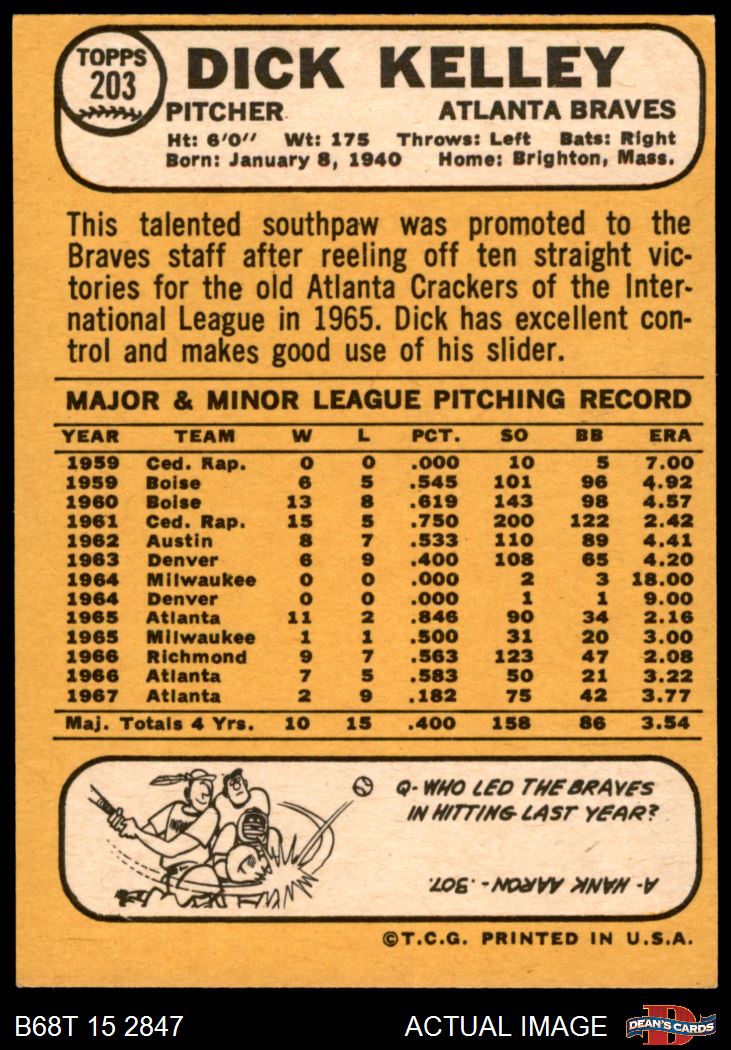 TOPPS
203
DICK KELLEY
PITCHER ATLANTA BRAVES
Ht: 6'0" Wt: 175 Throws: Left Bats: Right
Born: January 8, 1940 Home: Brighton, Mass.
This talented southpaw was promoted to the
Braves staff after reeling off ten straight vic-
tories for the old Atlanta Crackers of the Inter-
national League in 1965. Dick has excellent con-
trol and makes good use of his slider.
MAJOR & MINOR LEAGUE PITCHING RECORD
YEAR TEAM W L PCT. SO BB ERA
1959 Ced. Rap. 0 0 .000 10 5 7.00
1959 Boise 6 5 .545 101 96 4.92
1960 Boise 13 8 .619 143 98 4.57
1961 Ced. Rap. 15 5 .750 200 122 2.42
1962 Austin 8 7 .533 110 89 4.41
1963 Denver 6 9 .400 108 65 4.20
1964 Milwaukee 0 0 .000 2 3 18.00
1964 Denver 0 0 .000 1 1 9.00
1965 Atlanta 11 2 .846 90 34 2.16
1965 Milwaukee 1 1 .500 31 20 3.00
1966 Richmond 9 7 .563 123 47 2.08
1966 Atlanta 7 5 .583 50 21 3.22
1967 Atlanta 2 9 .182 75 42 3.77
Maj. Totals 4 Yrs. 10 15 .400 158 86 3.54
Q- WHO LED THE BRAVES
IN HITTING LAST YEAR?
A- HANK AARON - .307.
©T.C.G. PRINTED IN U.S.A.
B68T 15 2847 ACTUAL IMAGE
D
DEAN'S CARDS